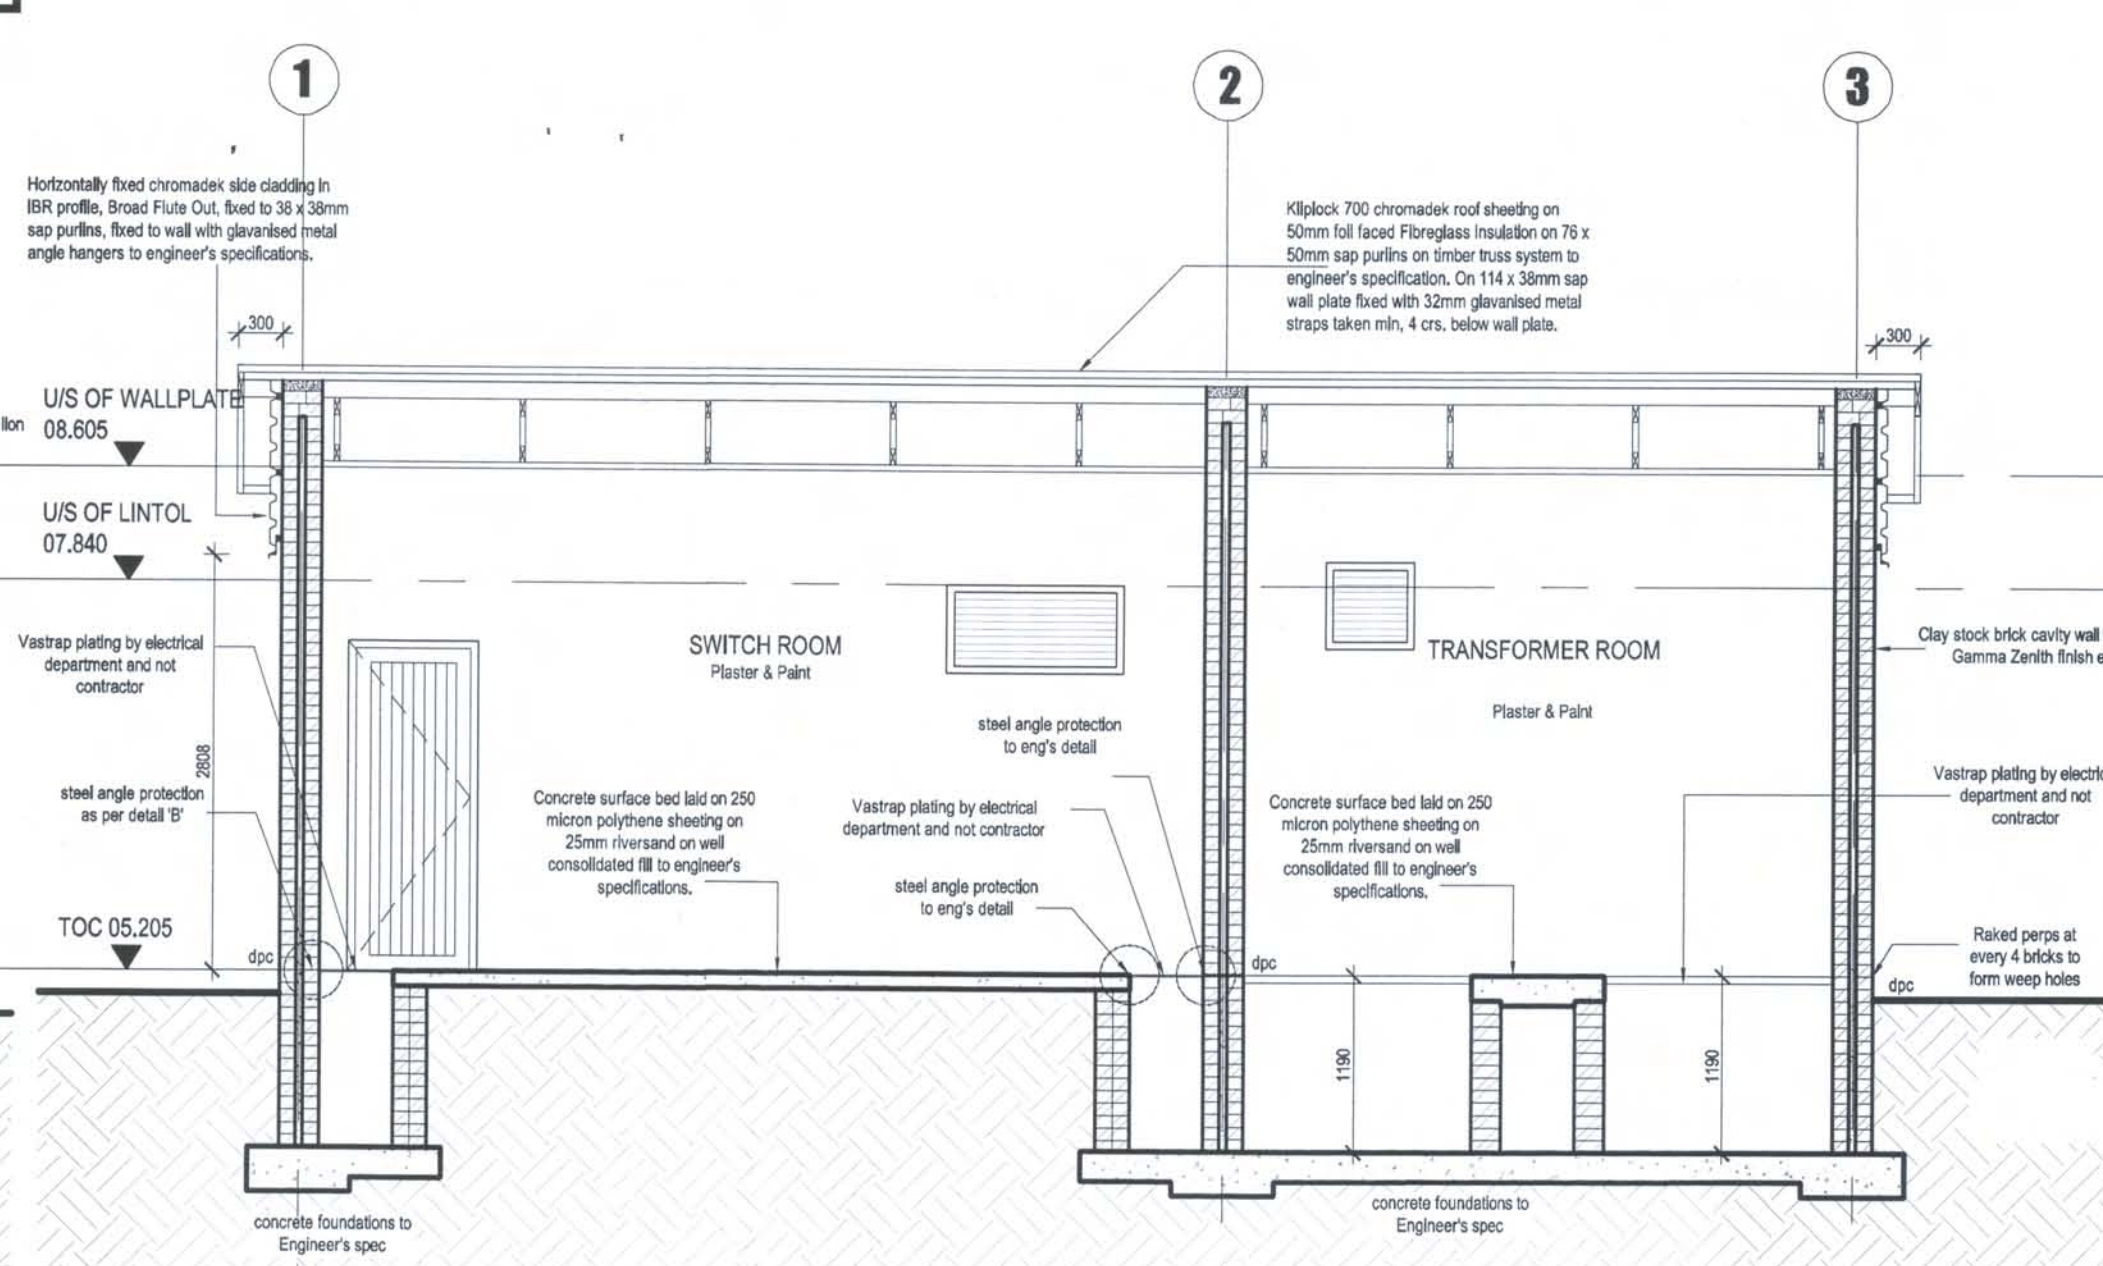 1
2
3
Horizontally fixed chromadek side cladding in
IBR profile, Broad Flute Out, fixed to 38 x 38mm
sap purlins, fixed to wall with glavanised metal
angle hangers to engineer's specifications.
Kliplock 700 chromadek roof sheeting on
50mm foil faced Fibreglass Insulation on 76 x
50mm sap purlins on timber truss system to
engineer's specification. On 114 x 38mm sap
wall plate fixed with 32mm glavanised metal
straps taken min, 4 crs. below wall plate.
300
300
U/S OF WALLPLATE
08.605
U/S OF LINTOL
07.840
Vastrap plating by electrical
department and not
contractor
2808
steel angle protection
as per detail 'B'
TOC 05.205
dpc
SWITCH ROOM
Plaster & Paint
Concrete surface bed laid on 250
micron polythene sheeting on
25mm riversand on well
consolidated fill to engineer's
specifications.
steel angle protection
to eng's detail
Vastrap plating by electrical
department and not contractor
steel angle protection
to eng's detail
dpc
TRANSFORMER ROOM
Plaster & Paint
Concrete surface bed laid on 250
micron polythene sheeting on
25mm riversand on well
consolidated fill to engineer's
specifications.
1190
1190
Clay stock brick cavity wall
Gamma Zenith finish
Vastrap plating by
department and not
contractor
Raked perps at
every 4 bricks to
form weep holes
dpc
concrete foundations to
Engineer's spec
concrete foundations to
Engineer's spec